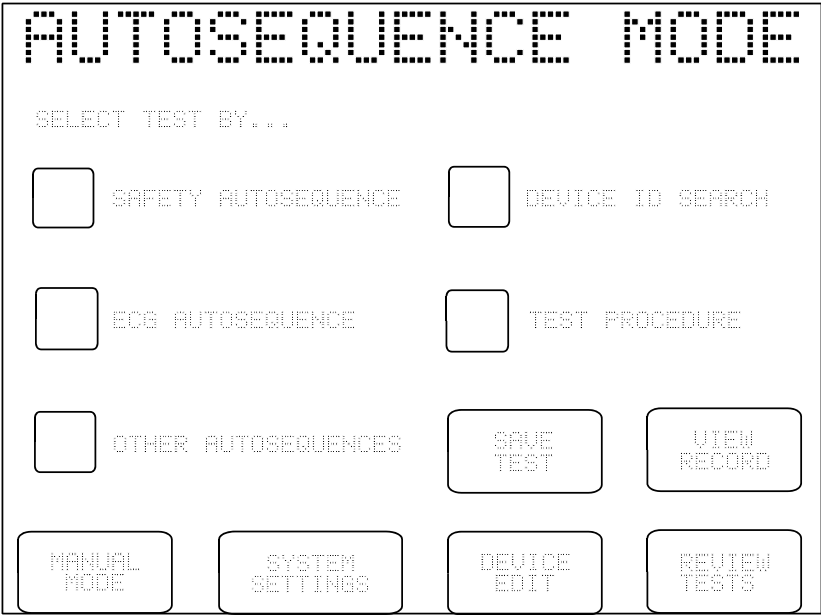 AUTOSEQUENCE MODE
SELECT TEST BY...
SAFETY AUTOSEQUENCE
DEVICE ID SEARCH
ECG AUTOSEQUENCE
TEST PROCEDURE
OTHER AUTOSEQUENCES
SAVE
TEST
VIEW
RECORD
MANUAL
MODE
SYSTEM
SETTINGS
DEVICE
EDIT
REVIEW
TESTS